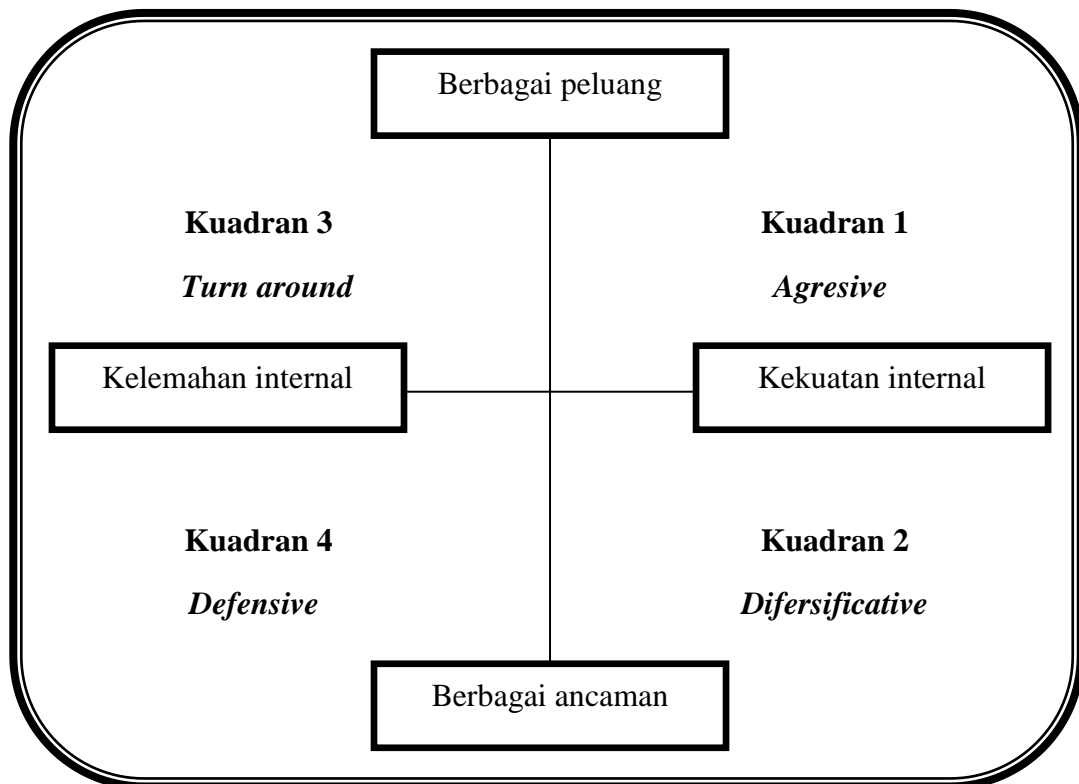 Berbagai peluang
Kuadran 3
Kuadran 1
Turn around
Agresive
Kelemahan internal
Kekuatan internal
Kuadran 4
Kuadran 2
Defensive
Difersificative
Berbagai ancaman